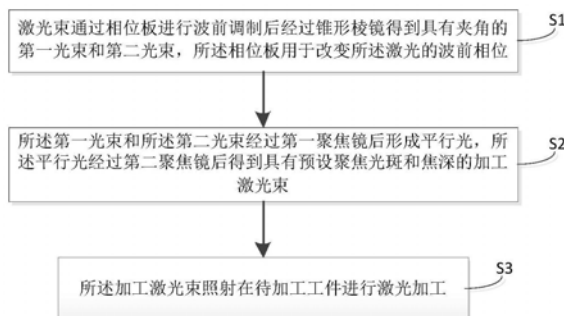 激光束通过相位板进行波前调制后经过锥形棱镜得到具有夹角的
第一光束和第二光束，所述相位板用于改变所述激光的波前相位
S1
所述第一光束和所述第二光束经过第一聚焦镜后形成平行光，所
述平行光经过第二聚焦镜后得到具有预设聚焦光斑和焦深的加工
激光束
S2
所述加工激光束照射在待加工工件进行激光加工
S3